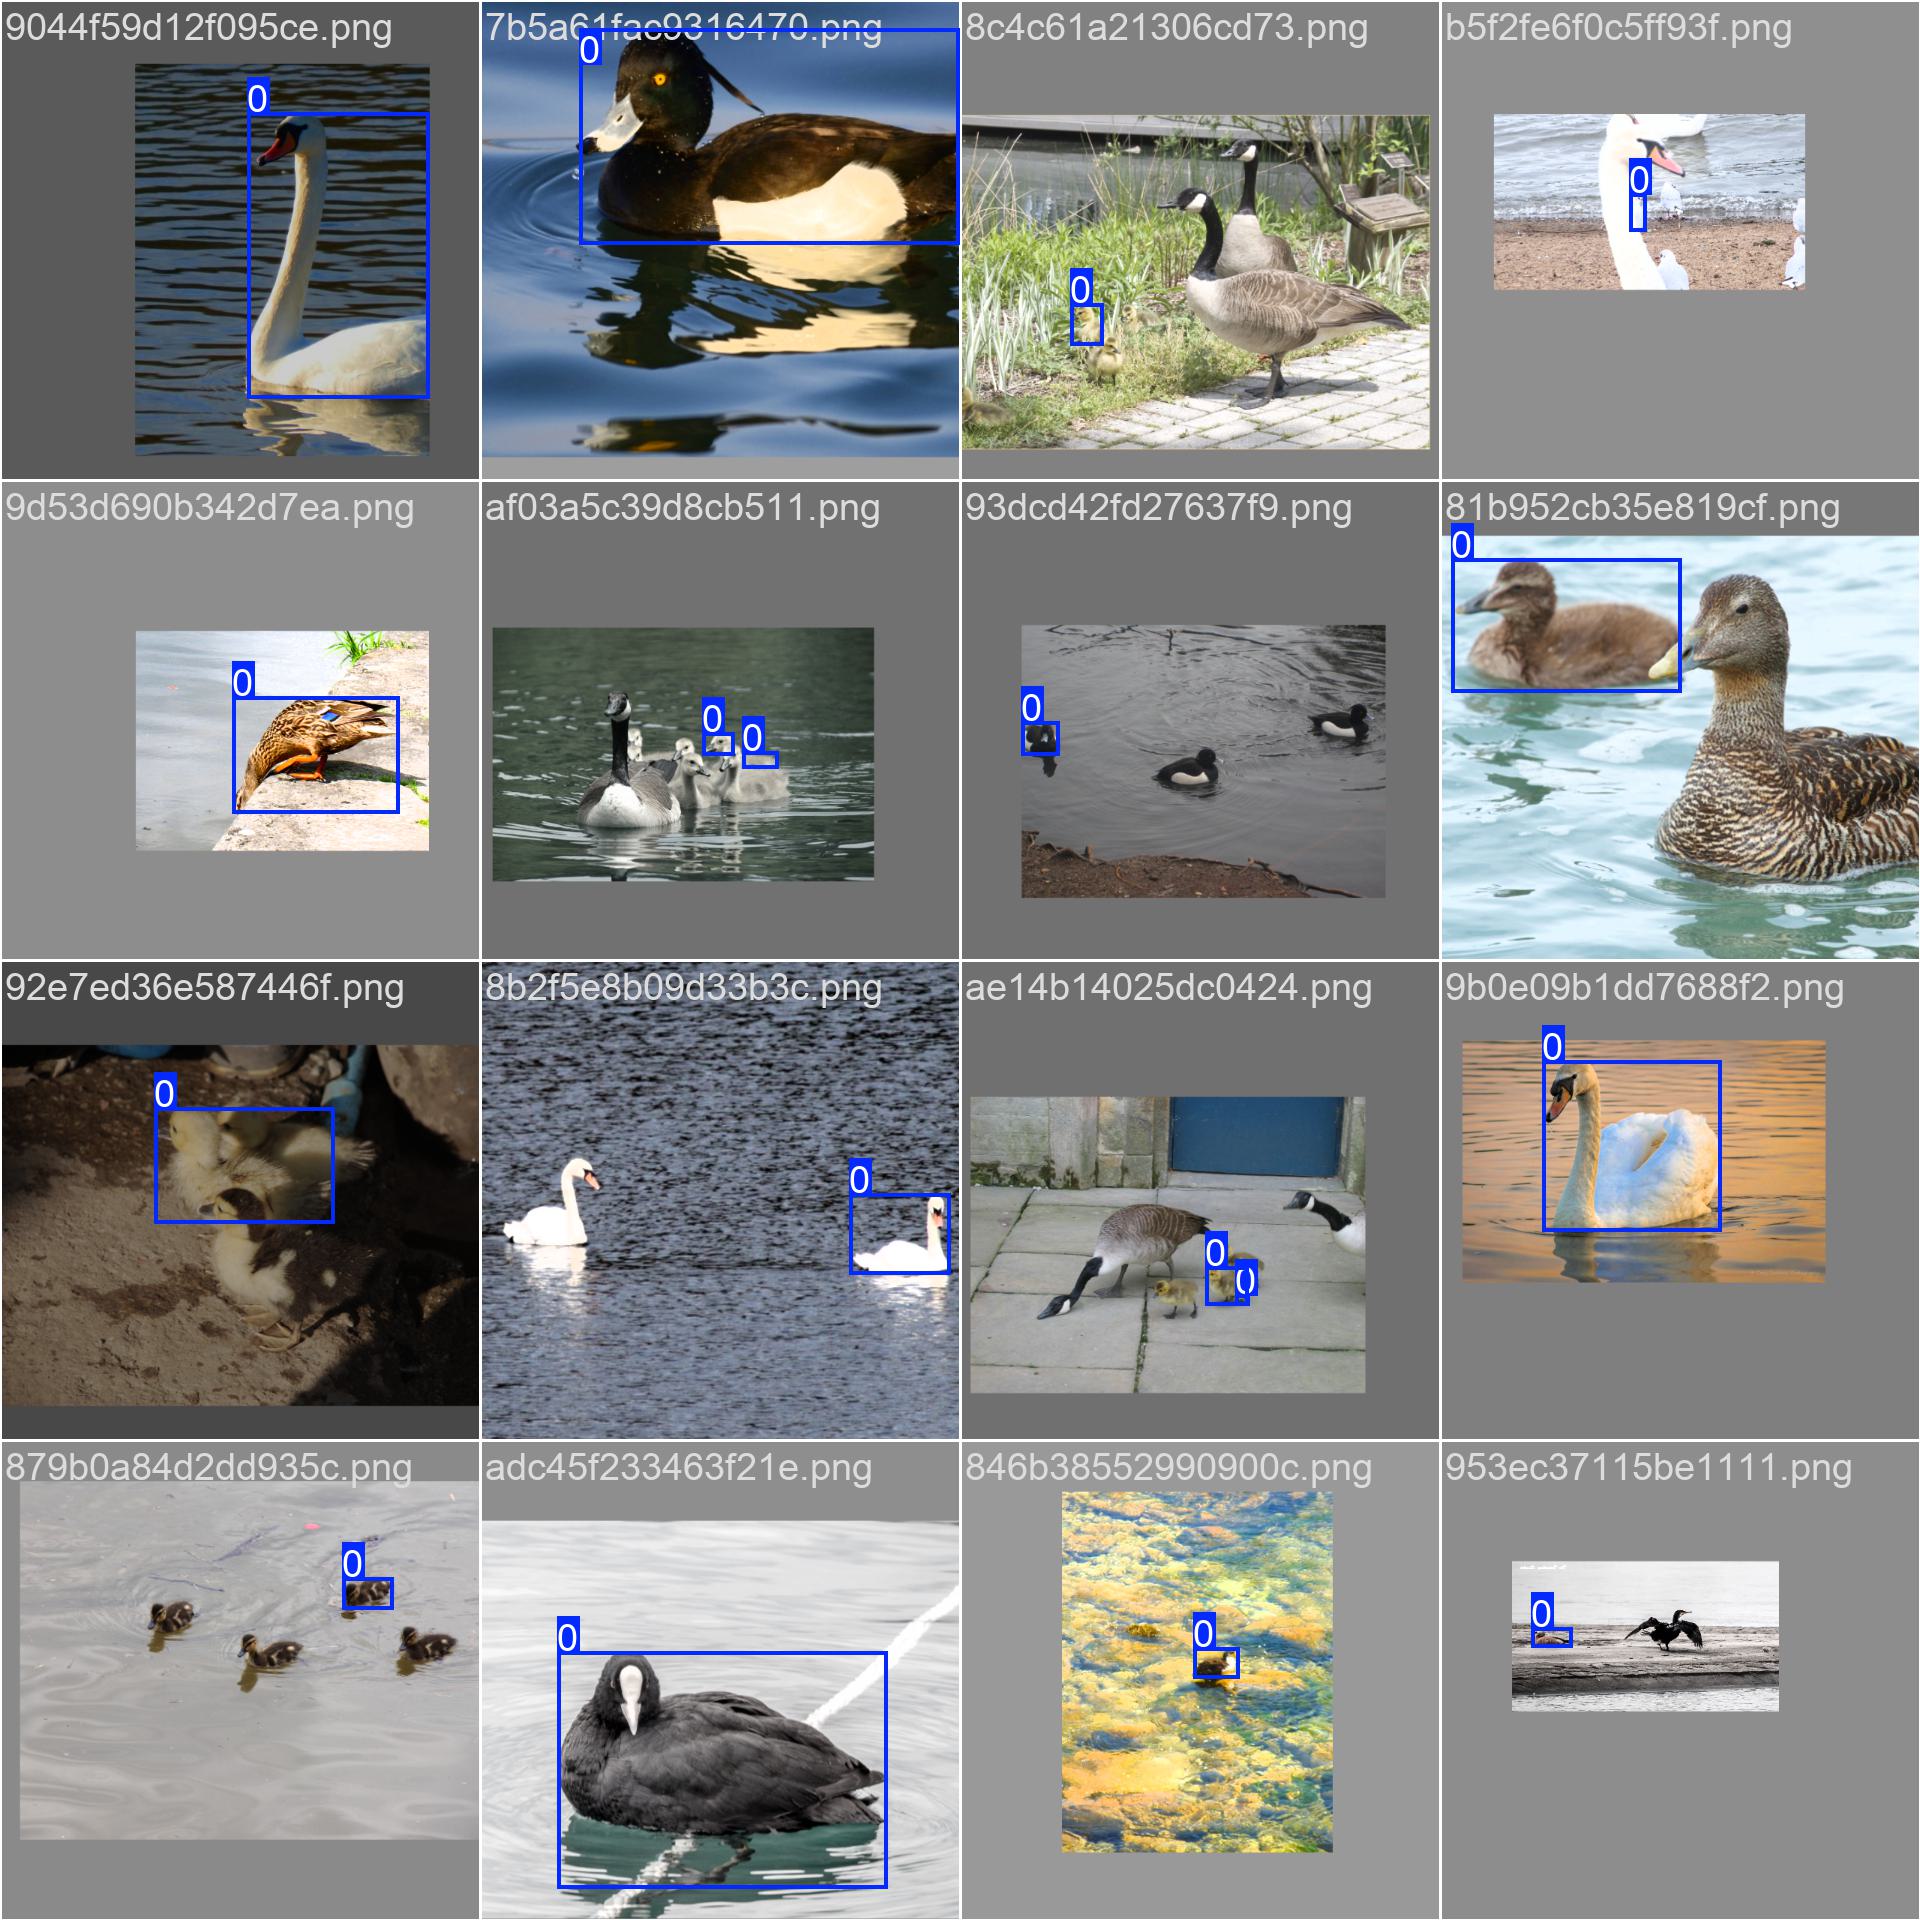 9044f59d12f095ce.png
7b5a61fac9316470.png
8c4c61a21306cd73.png
b5f2fe6f0c5ff93f.png
0
0
0
0
9d53d690b342d7ea.png
af03a5c39d8cb511.png
93dcd42fd27637f9.png
81b952cb35e819cf.png
0
0
0
0
0
92e7ed36e587446f.png
8b2f5e8b09d33b3c.png
ae14b14025dc0424.png
9b0e09b1dd7688f2.png
0
0
0
0
0
879b0a84d2dd935c.png
adc45f233463f21e.png
846b38552990900c.png
953ec37115be1111.png
0
0
0
0